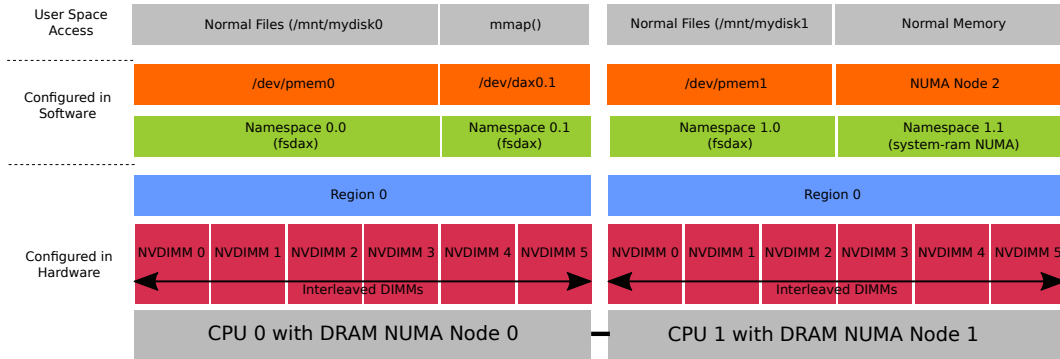 User Space
Access
Normal Files (/mnt/mydisk0
mmap()
Normal Files (/mnt/mydisk1
Normal Memory
Configured in
Software
/dev/pmem0
/dev/dax0.1
/dev/pmem1
NUMA Node 2
Namespace 0.0
(fsdax)
Namespace 0.1
(fsdax)
Namespace 1.0
(fsdax)
Namespace 1.1
(system-ram NUMA)
Region 0
Region 0
Configured in
Hardware
NVDIMM 0
NVDIMM 1
NVDIMM 2
NVDIMM 3
NVDIMM 4
NVDIMM 5
Interleaved DIMMs
NVDIMM 0
NVDIMM 1
NVDIMM 2
NVDIMM 3
NVDIMM 4
NVDIMM 5
Interleaved DIMMs
CPU 0 with DRAM NUMA Node 0
CPU 1 with DRAM NUMA Node 1